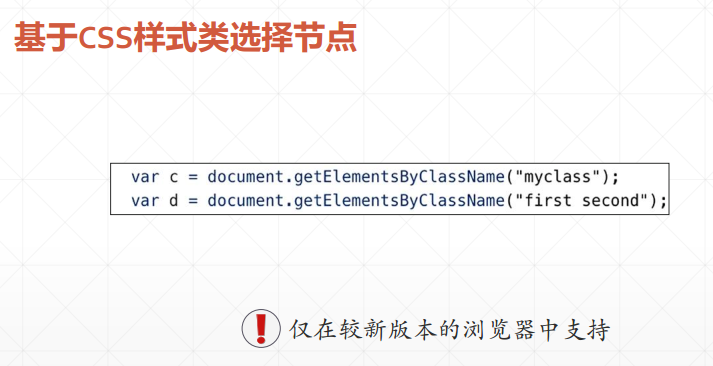 基于CSS样式类选择节点
var c = document.getElementsByClassName("myclass");
var d = document.getElementsByClassName("first second");
仅在较新版本的浏览器中支持